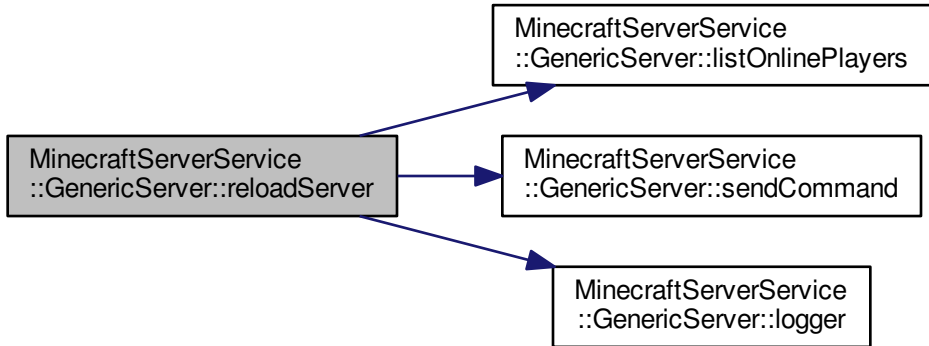 MinecraftServerService
::GenericServer::listOnlinePlayers
MinecraftServerService
::GenericServer::reloadServer
MinecraftServerService
::GenericServer::sendCommand
MinecraftServerService
::GenericServer::logger